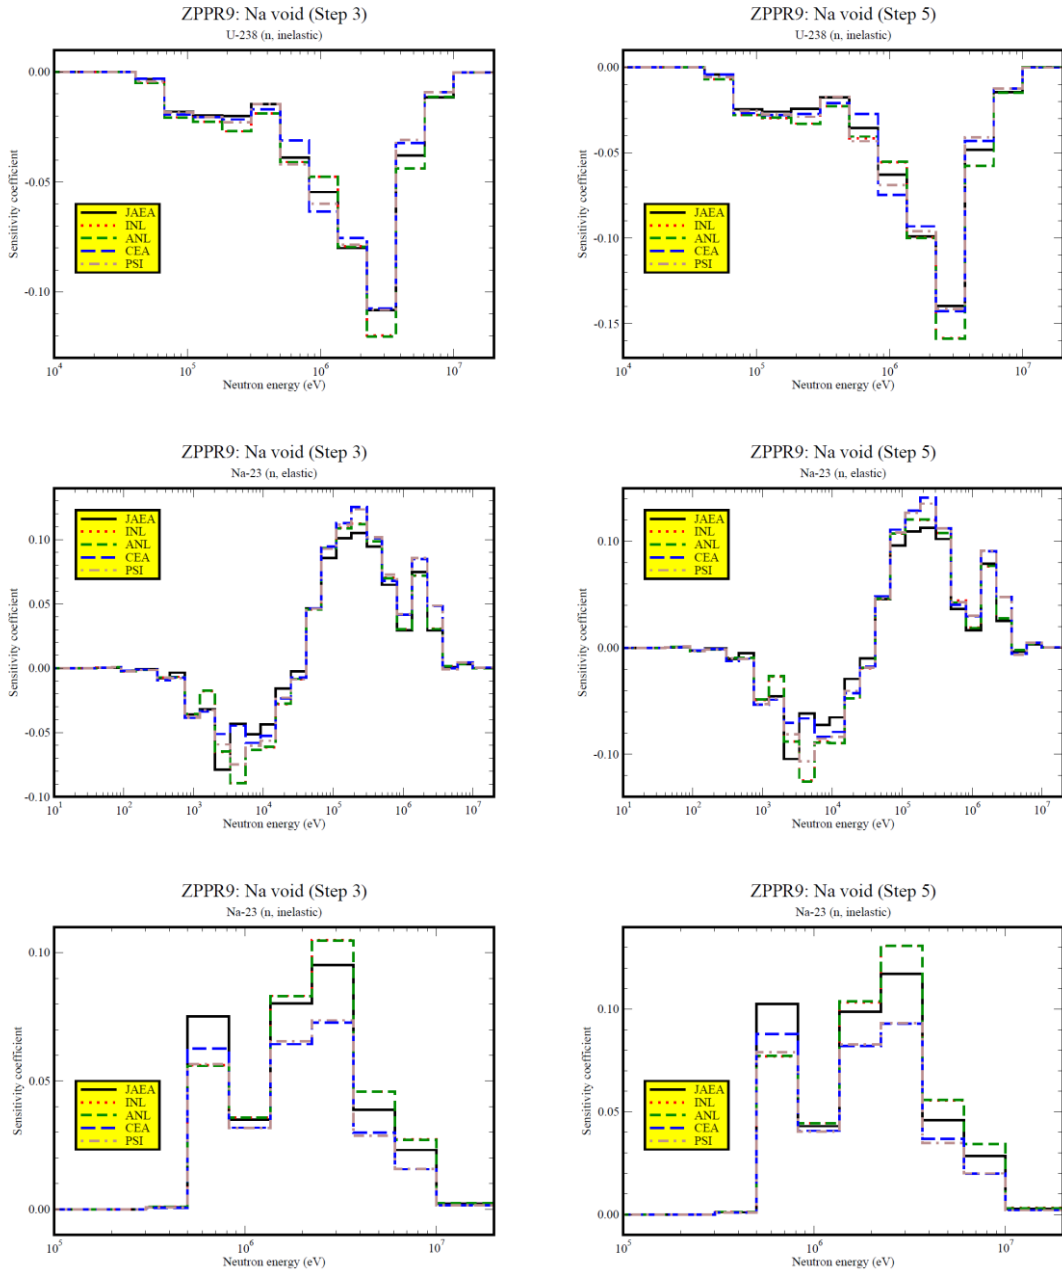 ZPPR9: Na void (Step 3)
U-238 (n, inelastic)
Sensitivity coefficient
0.00
-0.05
-0.10
JAEA
INL
ANL
CEA
PSI
10^4
10^5
10^6
10^7
Neutron energy (eV)
ZPPR9: Na void (Step 5)
U-238 (n, inelastic)
Sensitivity coefficient
0.00
-0.05
-0.10
-0.15
JAEA
INL
ANL
CEA
PSI
10^4
10^5
10^6
10^7
Neutron energy (eV)
ZPPR9: Na void (Step 3)
Na-23 (n, elastic)
Sensitivity coefficient
0.10
0.05
0.00
-0.05
-0.10
JAEA
INL
ANL
CEA
PSI
10^1
10^2
10^3
10^4
10^5
10^6
10^7
Neutron energy (eV)
ZPPR9: Na void (Step 5)
Na-23 (n, elastic)
Sensitivity coefficient
0.10
0.00
-0.10
JAEA
INL
ANL
CEA
PSI
10^1
10^2
10^3
10^4
10^5
10^6
10^7
Neutron energy (eV)
ZPPR9: Na void (Step 3)
Na-23 (n, inelastic)
Sensitivity coefficient
0.10
0.05
0.00
JAEA
INL
ANL
CEA
PSI
10^5
10^6
10^7
Neutron energy (eV)
ZPPR9: Na void (Step 5)
Na-23 (n, inelastic)
Sensitivity coefficient
0.10
0.05
0.00
JAEA
INL
ANL
CEA
PSI
10^5
10^6
10^7
Neutron energy (eV)